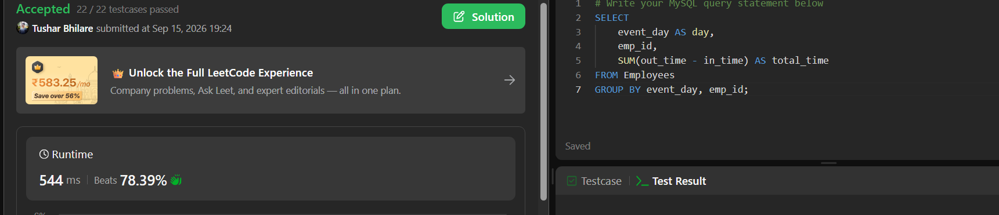 Accepted 22 / 22 testcases passed
Tushar Bhilare submitted at Sep 15, 2026 19:24
Solution
₹583.25/mo
Save over 56%
Unlock the Full LeetCode Experience
Company problems, Ask Leet, and expert editorials — all in one plan.
Runtime
544 ms Beats 78.39%
1 # Write your MySQL query statement below
2 SELECT
3 event_day AS day,
4 emp_id,
5 SUM(out_time - in_time) AS total_time
6 FROM Employees
7 GROUP BY event_day, emp_id;
Saved
Testcase
>_ Test Result